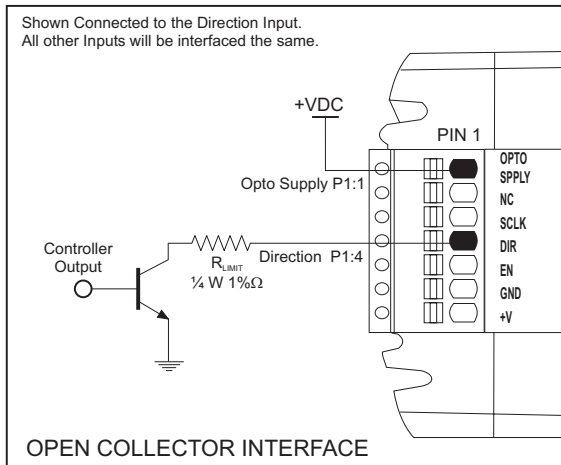 Shown Connected to the Direction Input.
All other Inputs will be interfaced the same.
+VDC
PIN 1
Opto Supply P1:1
OPTO
SPPLY
NC
SCLK
DIR
EN
GND
+V
Controller
Output
R LIMIT
¼ W 1%Ω
Direction P1:4
OPEN COLLECTOR INTERFACE